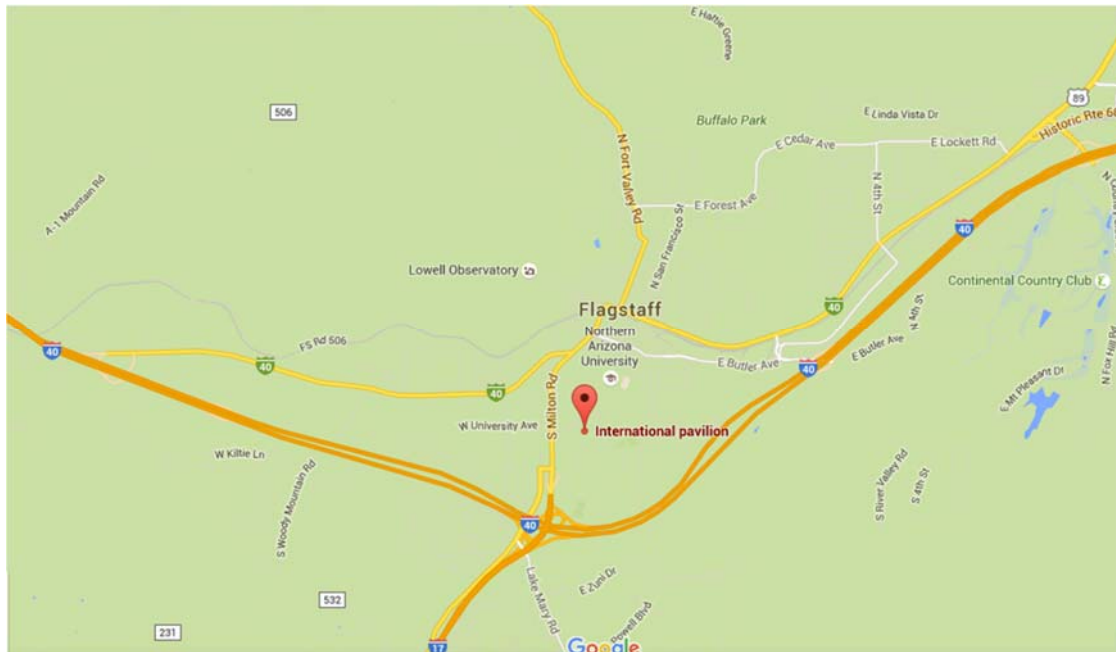 E Haftie Greene
506
89
Buffalo Park
E Linda Vista Dr
Historic Rte 66
E Cedar Ave
E Lockett Rd
N Fort Valley Rd
A-1 Mountain Rd
N 4th St
E Forest Ave
N San Francisco St
40
Lowell Observatory
Continental Country Club
Flagstaff
40
Northern
Arizona
University
N 4th St
FS Rd 506
40
40
E Butler Ave
E Butler Ave
40
40
N Fox Hill Rd
E Mt Pleasant Dr
S Milton Rd
W University Ave
International pavilion
W Kiltie Ln
S Woody Mountain Rd
S River Valley Rd
S 4th St
40
Lake Mary Rd
E Zuni Dr
532
231
17
Google
Powell Blvd